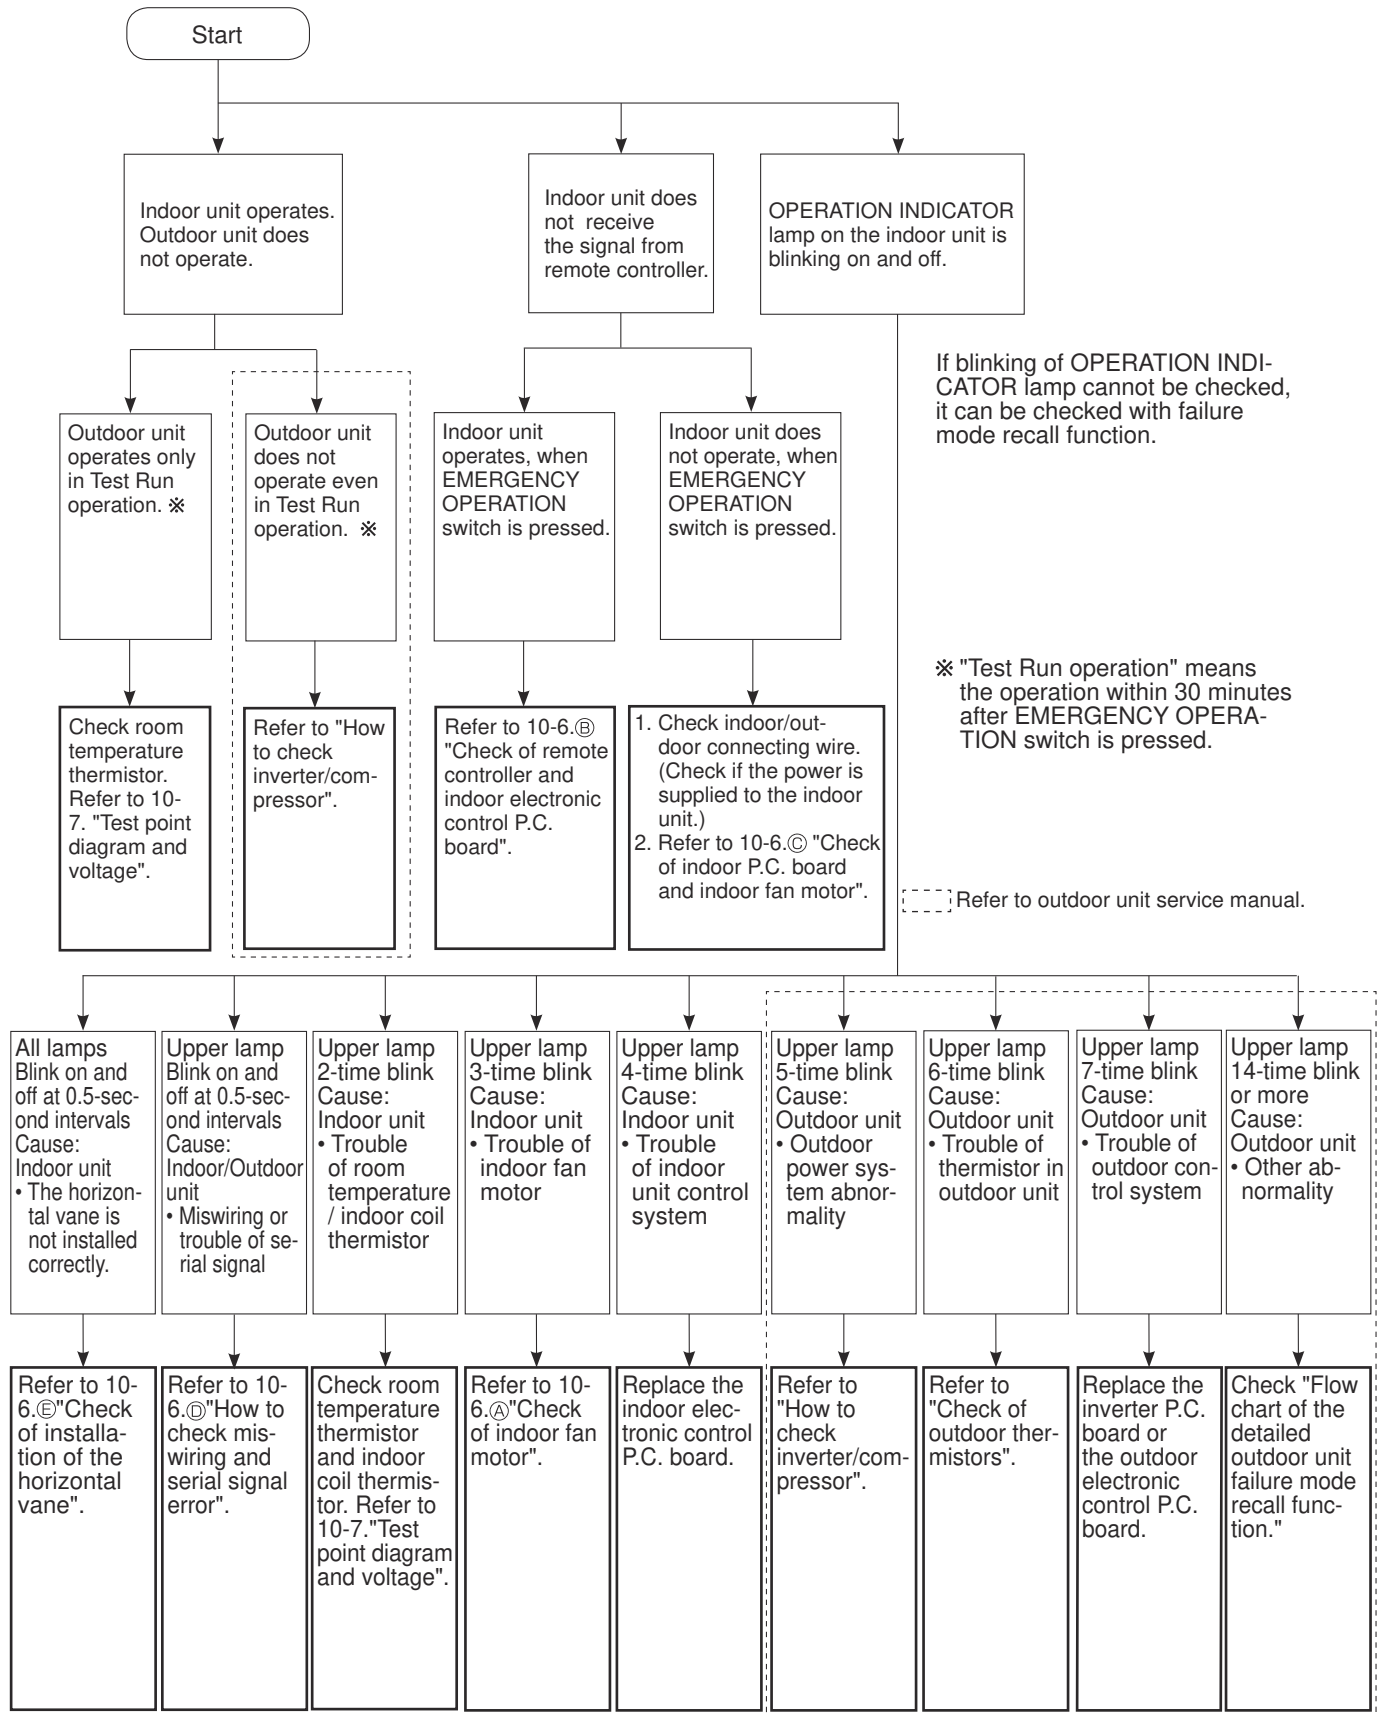 Start
Indoor unit operates.
Outdoor unit does
not operate.
Indoor unit does
not receive
the signal from
remote controller.
OPERATION INDICATOR
lamp on the indoor unit is
blinking on and off.
If blinking of OPERATION INDI-
CATOR lamp cannot be checked,
it can be checked with failure
mode recall function.
Outdoor unit
operates only
in Test Run
operation. ※
Outdoor unit
does not
operate even
in Test Run
operation. ※
Indoor unit
operates, when
EMERGENCY
OPERATION
switch is pressed.
Indoor unit does
not operate, when
EMERGENCY
OPERATION
switch is pressed.
※ "Test Run operation" means
the operation within 30 minutes
after EMERGENCY OPERA-
TION switch is pressed.
Check room
temperature
thermistor.
Refer to 10-
7. "Test point
diagram and
voltage".
Refer to "How
to check
inverter/com-
pressor".
Refer to 10-6.Ⓑ
"Check of remote
controller and
indoor electronic
control P.C.
board".
1. Check indoor/out-
door connecting wire.
(Check if the power is
supplied to the indoor
unit.)
2. Refer to 10-6.Ⓒ "Check
of indoor P.C. board
and indoor fan motor".
Refer to outdoor unit service manual.
All lamps
Blink on and
off at 0.5-sec-
ond intervals
Cause:
Indoor unit
• The horizon-
tal vane is
not installed
correctly.
Upper lamp
Blink on and
off at 0.5-sec-
ond intervals
Cause:
Indoor/Outdoor
unit
• Miswiring or
trouble of se-
rial signal
Upper lamp
2-time blink
Cause:
Indoor unit
• Trouble
of room
temperature
/ indoor coil
thermistor
Upper lamp
3-time blink
Cause:
Indoor unit
• Trouble of
indoor fan
motor
Upper lamp
4-time blink
Cause:
Indoor unit
• Trouble
of indoor
unit control
system
Upper lamp
5-time blink
Cause:
Outdoor unit
• Outdoor
power sys-
tem abnor-
mality
Upper lamp
6-time blink
Cause:
Outdoor unit
• Trouble of
thermistor in
outdoor unit
Upper lamp
7-time blink
Cause:
Outdoor unit
• Trouble of
outdoor con-
trol system
Upper lamp
14-time blink
or more
Cause:
Outdoor unit
• Other ab-
normality
Refer to 10-
6.Ⓔ"Check
of installa-
tion of the
horizontal
vane".
Refer to 10-
6.Ⓓ"How to
check mis-
wiring and
serial signal
error".
Check room
temperature
thermistor
and indoor
coil thermis-
tor. Refer to
10-7."Test
point diagram
and voltage".
Refer to 10-
6.Ⓐ"Check
of indoor fan
motor".
Replace the
indoor elec-
tronic control
P.C. board.
Refer to
"How to
check
inverter/com-
pressor".
Refer to
"Check of
outdoor ther-
mistors".
Replace the
inverter P.C.
board or
the outdoor
electronic
control P.C.
board.
Check "Flow
chart of the
detailed
outdoor unit
failure mode
recall func-
tion."